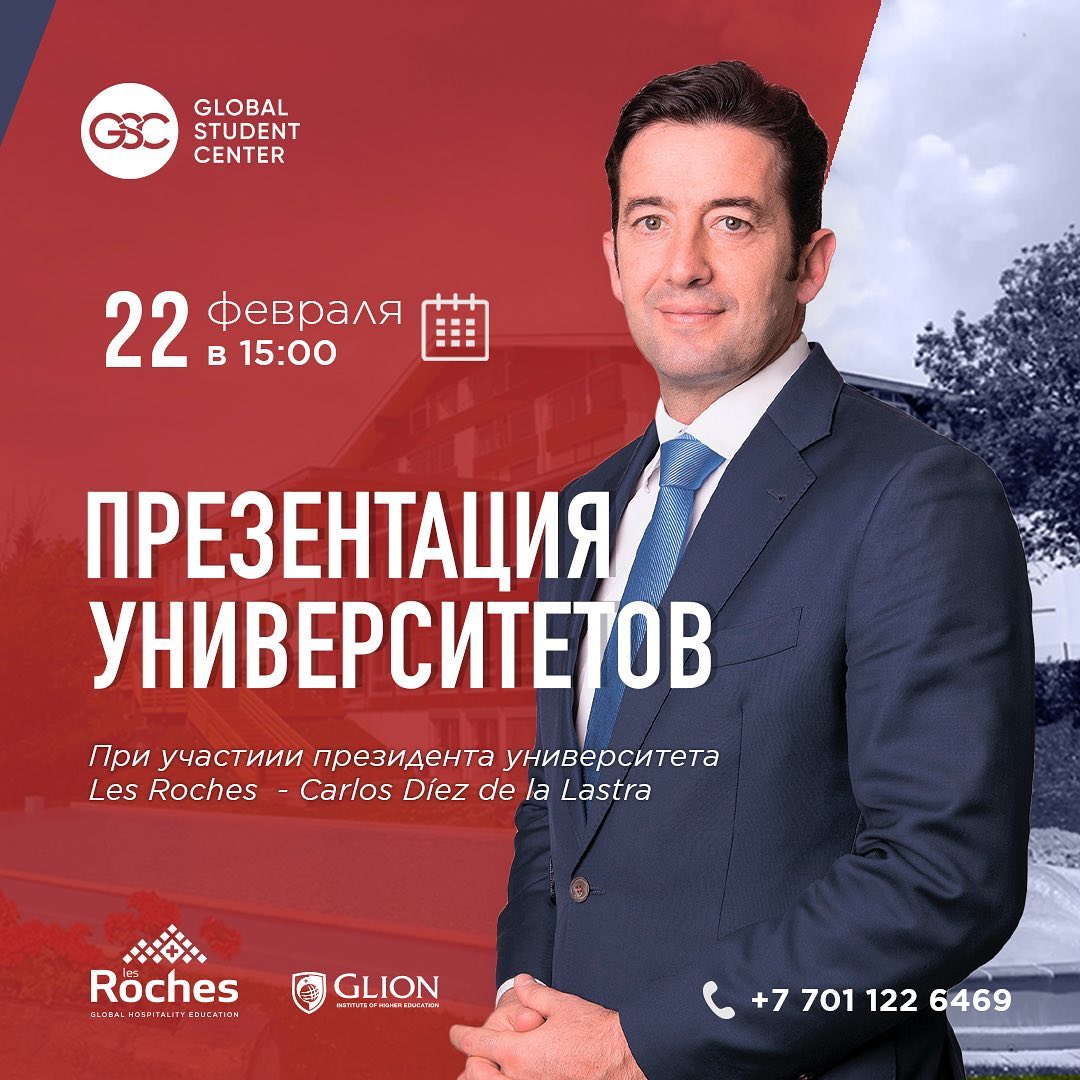 GSC
GLOBAL
STUDENT
CENTER
22 февраля
в 15:00
ПРЕЗЕНТАЦИЯ
УНИВЕРСИТЕТОВ
При участиии президента университета
Les Roches - Carlos Díez de la Lastra
les
Roches
GLOBAL HOSPITALITY EDUCATION
GLION
INSTITUTE OF HIGHER EDUCATION
+7 701 122 6469